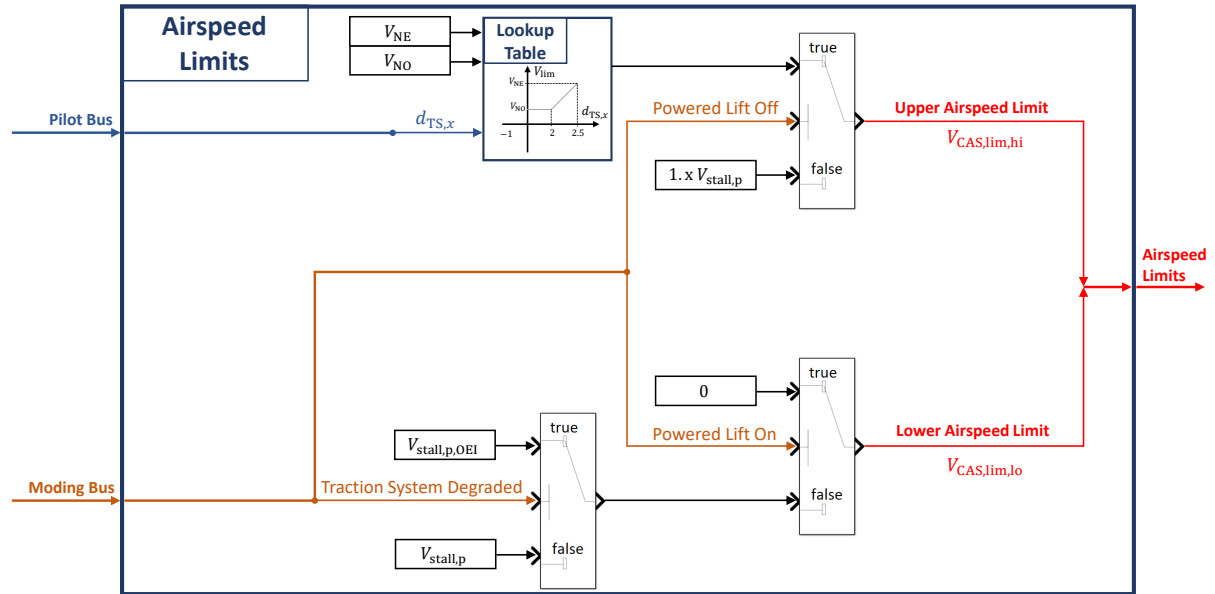 Airspeed
Limits
V_NE
V_NO
Lookup
Table
V_lim
V_NE
V_NO
d_TS,x
−1
2
2.5
Pilot Bus
d_TS,x
true
Powered Lift Off
1.x V_stall,p
false
Upper Airspeed Limit
V_CAS,lim,hi
Airspeed
Limits
true
0
Powered Lift On
false
Lower Airspeed Limit
V_CAS,lim,lo
true
V_stall,p,OEI
Moding Bus
Traction System Degraded
false
V_stall,p